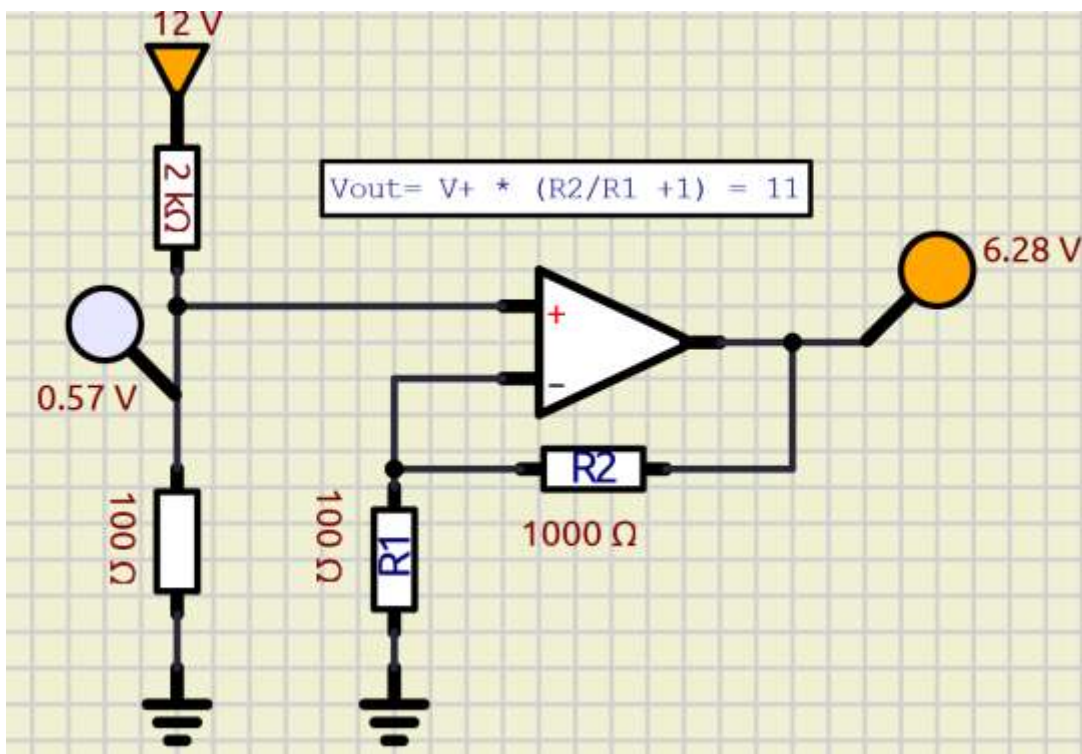 12 V
2 kΩ
Vout= V+ * (R2/R1 +1) = 11
6.28 V
+
0.57 V
−
R2
1000 Ω
100 Ω
100 Ω
R1